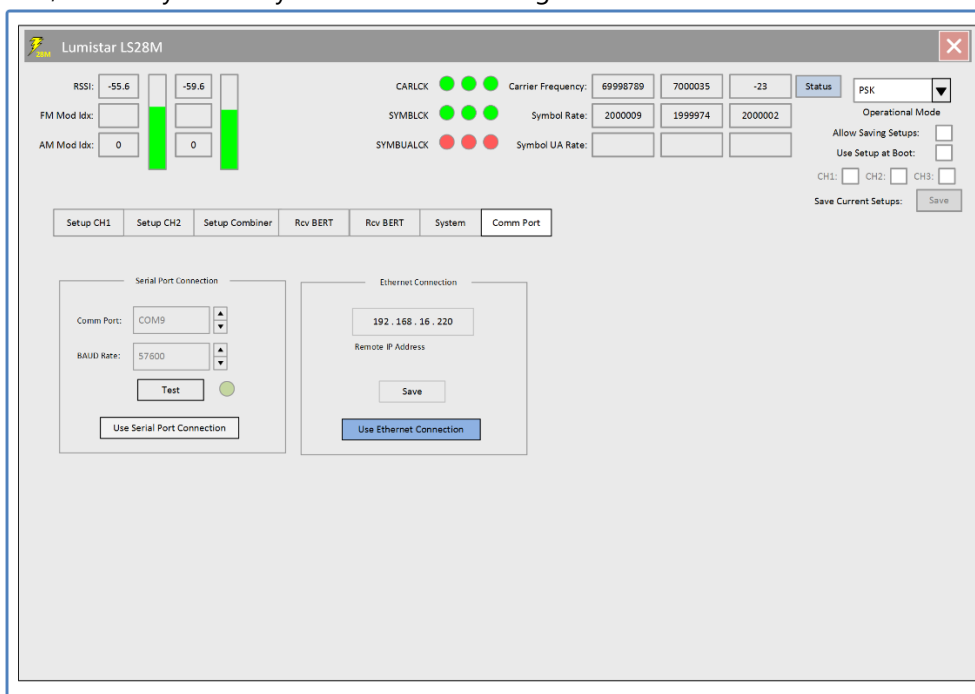 28M Lumistar LS28M
RSSI: -55.6 -59.6 CARLCK Carrier Frequency: 69998789 7000035 -23 Status PSK
FM Mod Idx: SYMBLCK Symbol Rate: 2000009 1999974 2000002 Operational Mode
AM Mod Idx: 0 0 SYMBUALCK Symbol UA Rate: Allow Saving Setups:
Use Setup at Boot:
CH1: CH2: CH3:
Save Current Setups: Save
Setup CH1 Setup CH2 Setup Combiner Rcv BERT Rcv BERT System Comm Port
Serial Port Connection Ethernet Connection
Comm Port: COM9 192 . 168 . 16 . 220
Remote IP Address
BAUD Rate: 57600
Test Save
Use Serial Port Connection Use Ethernet Connection